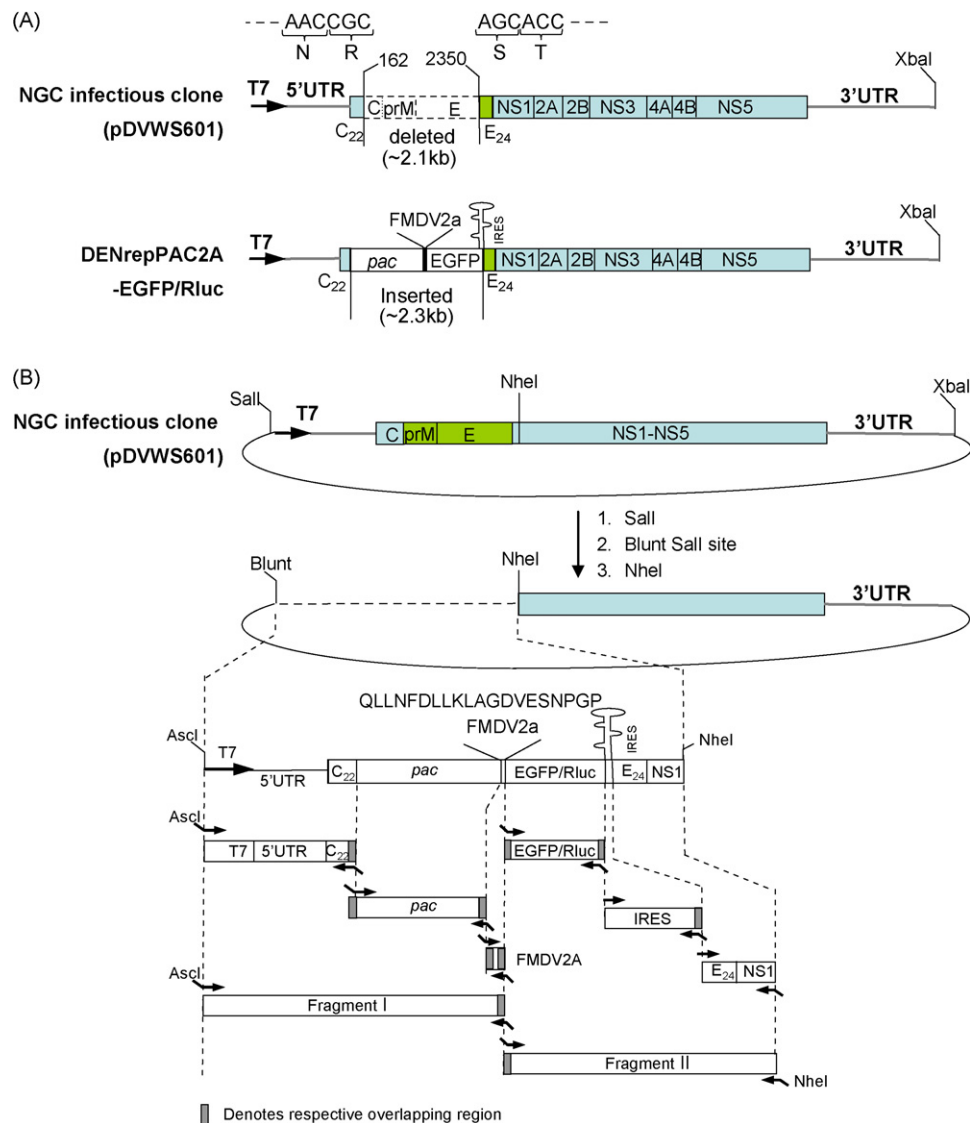 (A)
--- AACCGC AGCACC ---
N R S T
162 2350 XbaI
NGC infectious clone
(pDVWS601)
T7 5'UTR C prM E NS1 2A 2B NS3 4A 4B NS5 3'UTR
C22 deleted E24
(~2.1kb)
FMDV2a IRES XbaI
DENrepPAC2A
-EGFP/Rluc
T7 pac EGFP NS1 2A 2B NS3 4A 4B NS5 3'UTR
C22 Inserted E24
(~2.3kb)
(B)
NheI
SalI T7 XbaI
NGC infectious clone
(pDVWS601)
C prM E NS1-NS5 3'UTR
1. SalI
2. Blunt SalI site
3. NheI
Blunt NheI 3'UTR
QLLNFDLLKLAGDVESNPGP
FMDV2a IRES
AscI T7 NheI
5'UTR C22 pac EGFP/Rluc E24 NS1
AscI
T7 5'UTR C22 EGFP/Rluc
pac IRES
FMDV2A E24 NS1
AscI
Fragment I
Fragment II
NheI
Denotes respective overlapping region